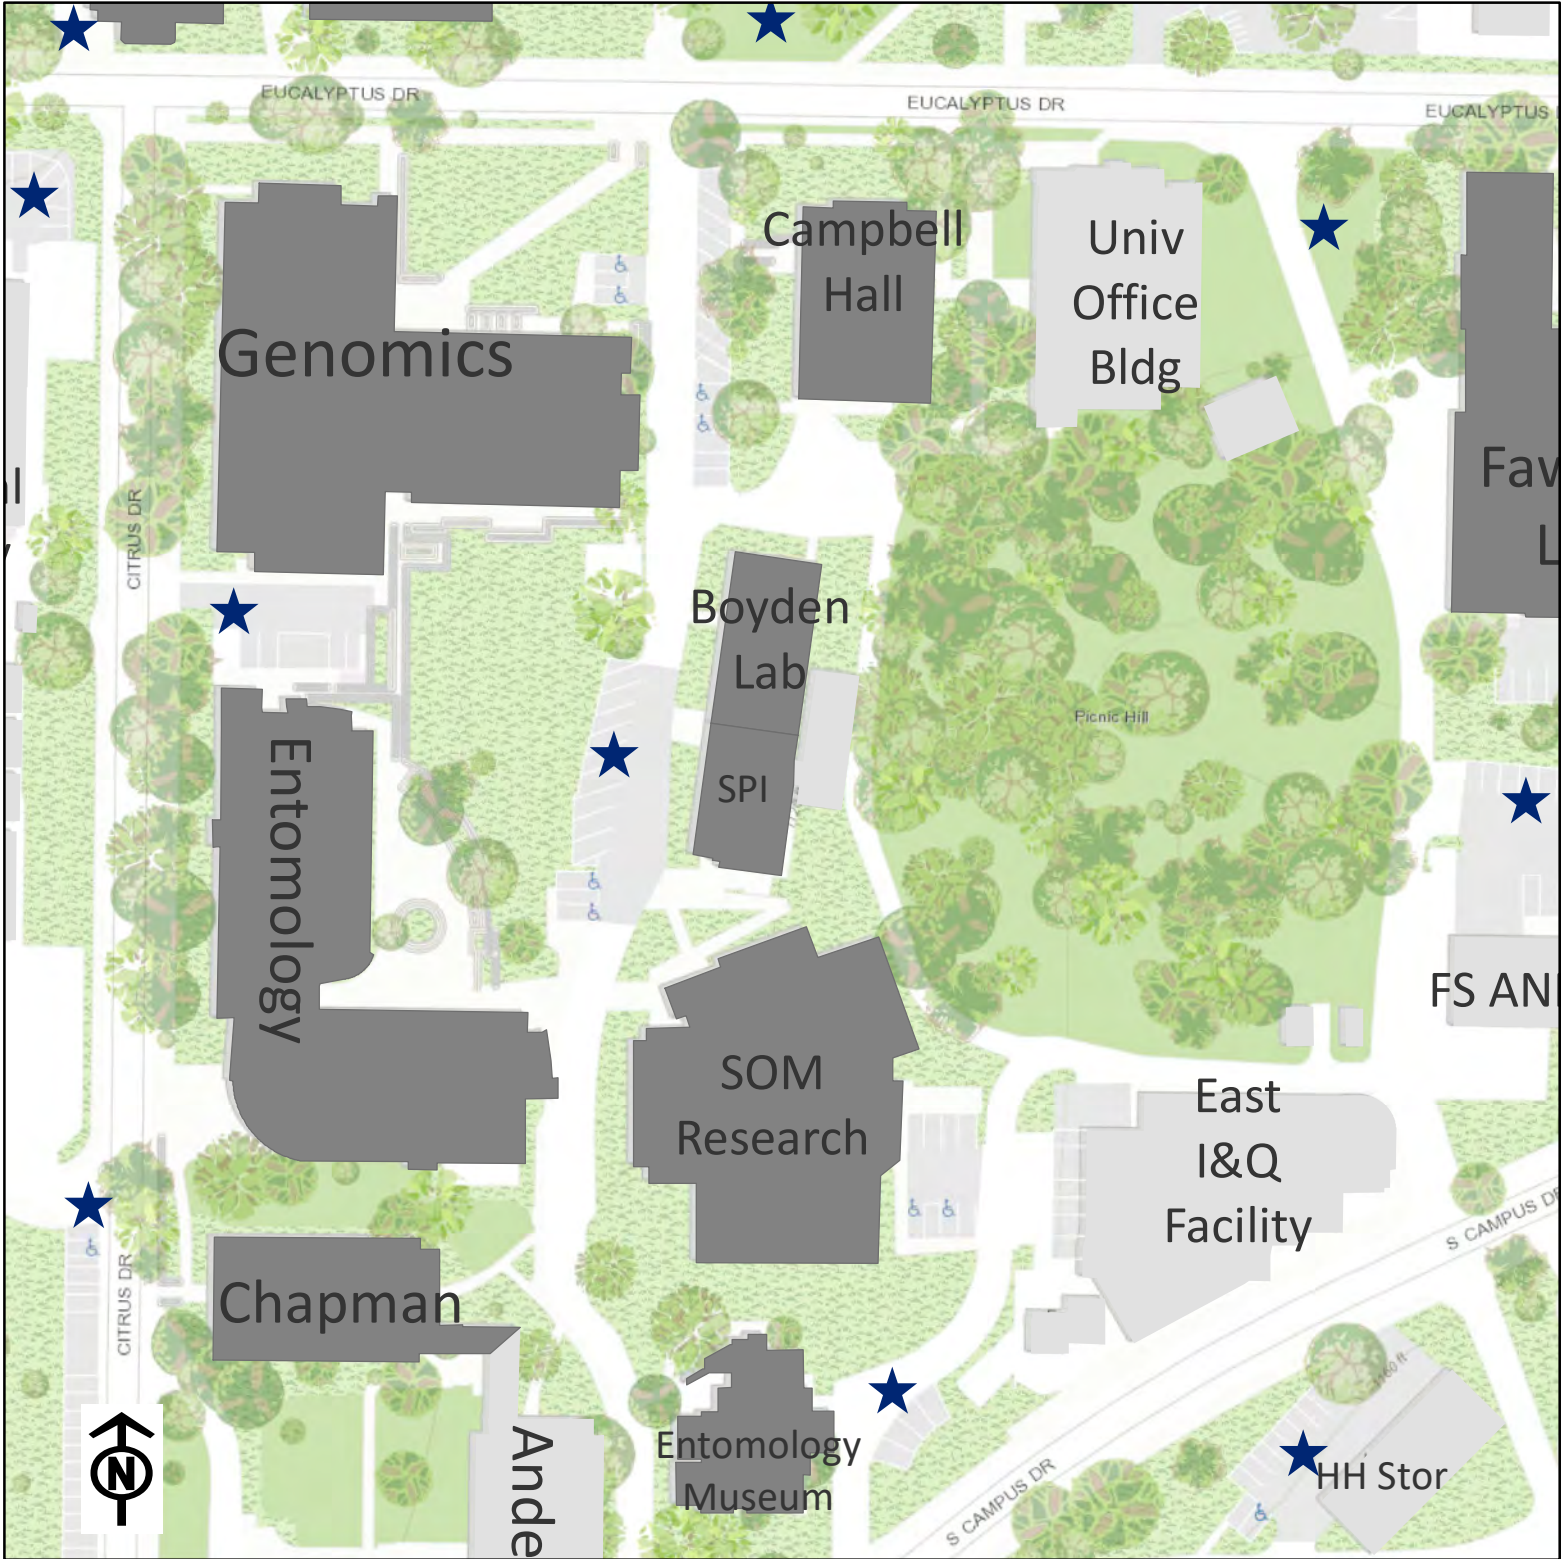 EUCALYPTUS DR
EUCALYPTUS DR
EUCALYPTUS
Campbell
Hall
Univ
Office
Bldg
Genomics
Fav
L
CITRUS DR
Boyden
Lab
SPI
Picnic Hill
Entomology
FS AN
SOM
Research
East
I&Q
Facility
S CAMPUS DR
Chapman
CITRUS DR
N
Ande
Entomology
Museum
S CAMPUS DR
HH Stor